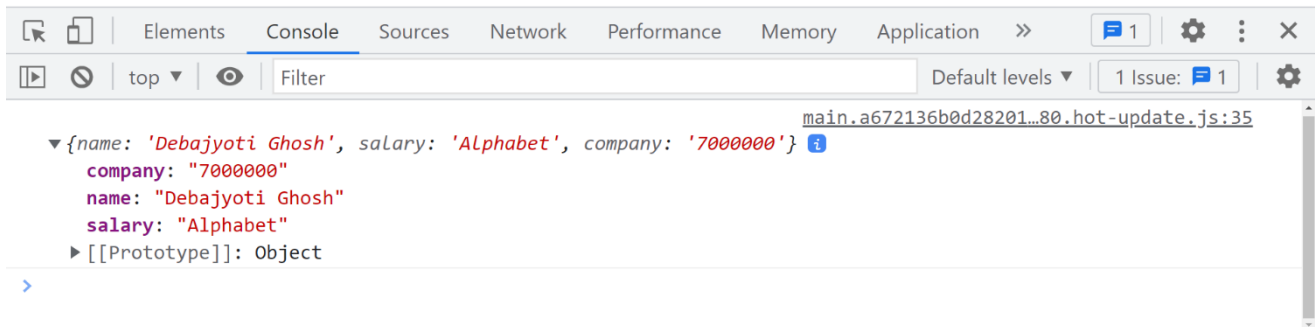 Elements Console Sources Network Performance Memory Application » 1
top ▼ Filter Default levels ▼ 1 Issue: 1
main.a672136b0d28201…80.hot-update.js:35
▼{name: 'Debajyoti Ghosh', salary: 'Alphabet', company: '7000000'} i
company: "7000000"
name: "Debajyoti Ghosh"
salary: "Alphabet"
▶[[Prototype]]: Object
>